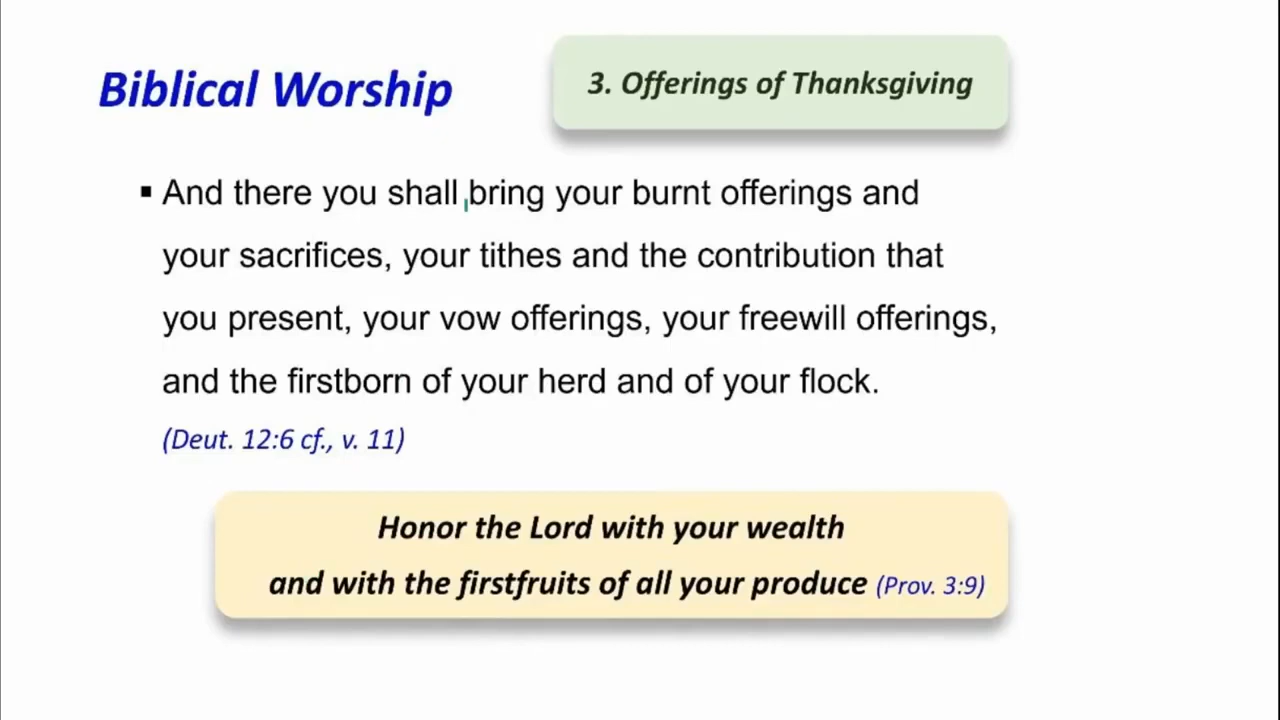 Biblical Worship
3. Offerings of Thanksgiving
▪ And there you shall bring your burnt offerings and
your sacrifices, your tithes and the contribution that
you present, your vow offerings, your freewill offerings,
and the firstborn of your herd and of your flock.
(Deut. 12:6 cf., v. 11)
Honor the Lord with your wealth
and with the firstfruits of all your produce (Prov. 3:9)